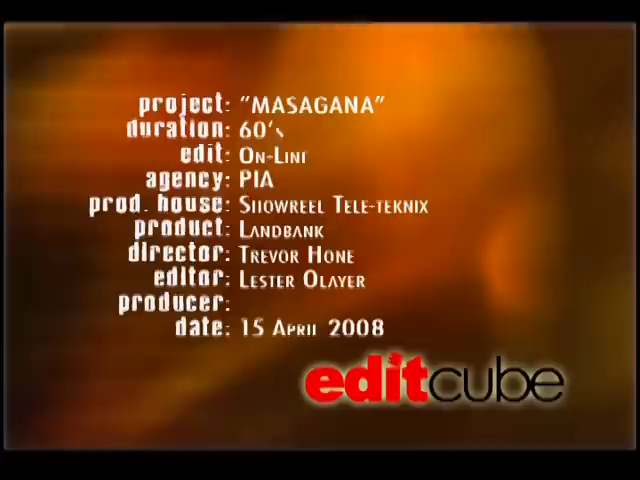 project: "MASAGANA"
duration: 60's
edit: On-Line
agency: PIA
prod. house: Showreel Tele-teknix
product: Landbank
director: Trevor Hone
editor: Lester Olayer
producer:
date: 15 April 2008
editcube